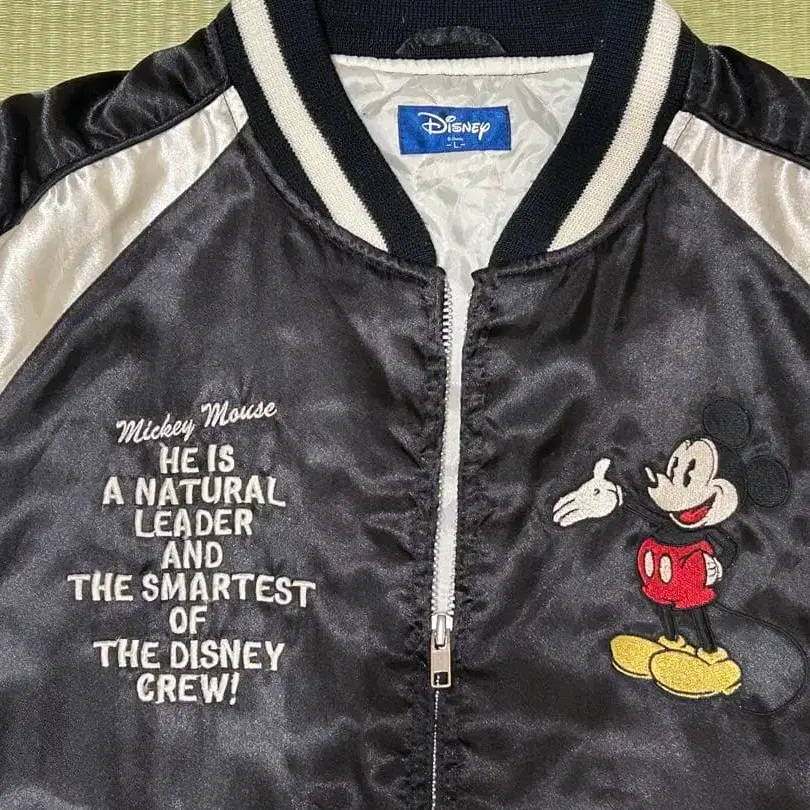 Disney
- L -
Mickey Mouse
HE IS
A NATURAL
LEADER
AND
THE SMARTEST
OF
THE DISNEY
CREW!